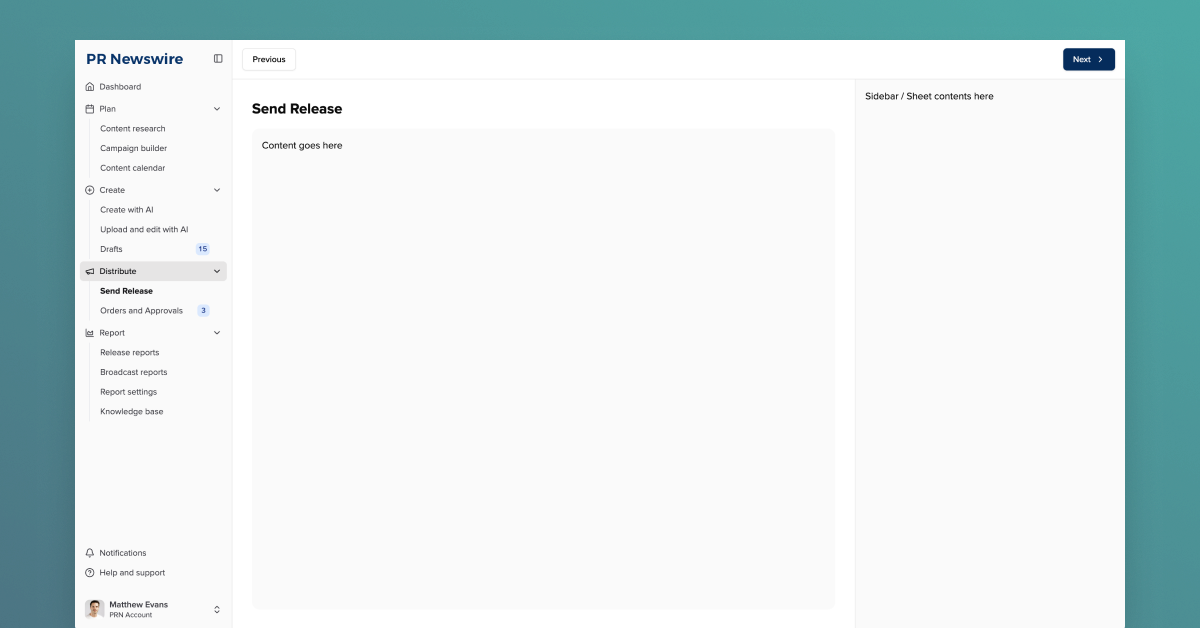 PR Newswire
Dashboard
Plan
Content research
Campaign builder
Content calendar
Create
Create with AI
Upload and edit with AI
Drafts 15
Distribute
Send Release
Orders and Approvals 3
Report
Release reports
Broadcast reports
Report settings
Knowledge base
Notifications
Help and support
Matthew Evans
PRN Account
Previous
Next
Send Release
Content goes here
Sidebar / Sheet contents here